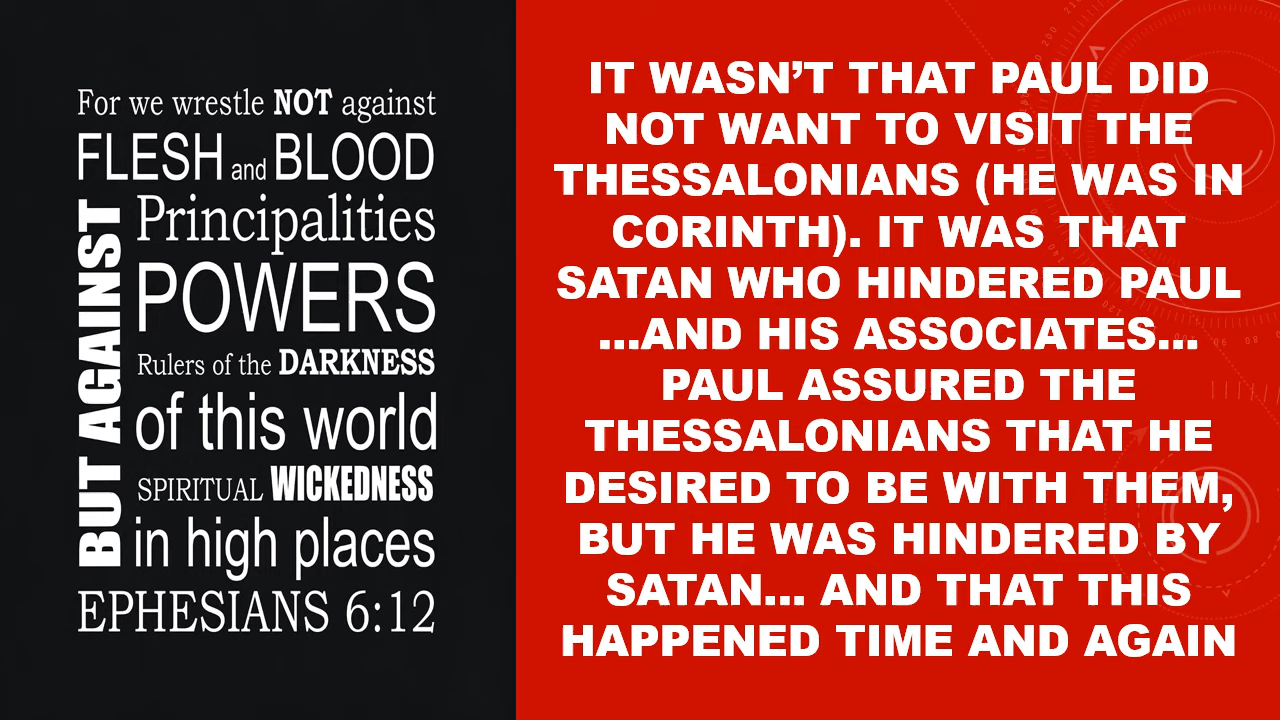 For we wrestle NOT against
FLESH and BLOOD
BUT AGAINST
Principalities
POWERS
Rulers of the DARKNESS
of this world
SPIRITUAL WICKEDNESS
in high places
EPHESIANS 6:12
IT WASN’T THAT PAUL DID
NOT WANT TO VISIT THE
THESSALONIANS (HE WAS IN
CORINTH). IT WAS THAT
SATAN WHO HINDERED PAUL
…AND HIS ASSOCIATES…
PAUL ASSURED THE
THESSALONIANS THAT HE
DESIRED TO BE WITH THEM,
BUT HE WAS HINDERED BY
SATAN… AND THAT THIS
HAPPENED TIME AND AGAIN